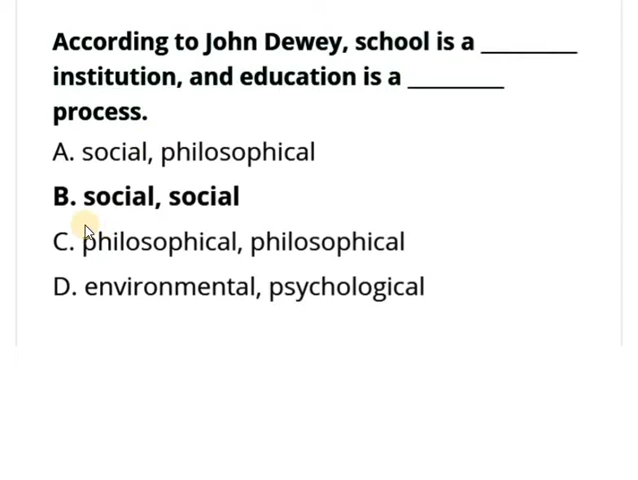 According to John Dewey, school is a ________
institution, and education is a ________
process.
A. social, philosophical
B. social, social
C. philosophical, philosophical
D. environmental, psychological